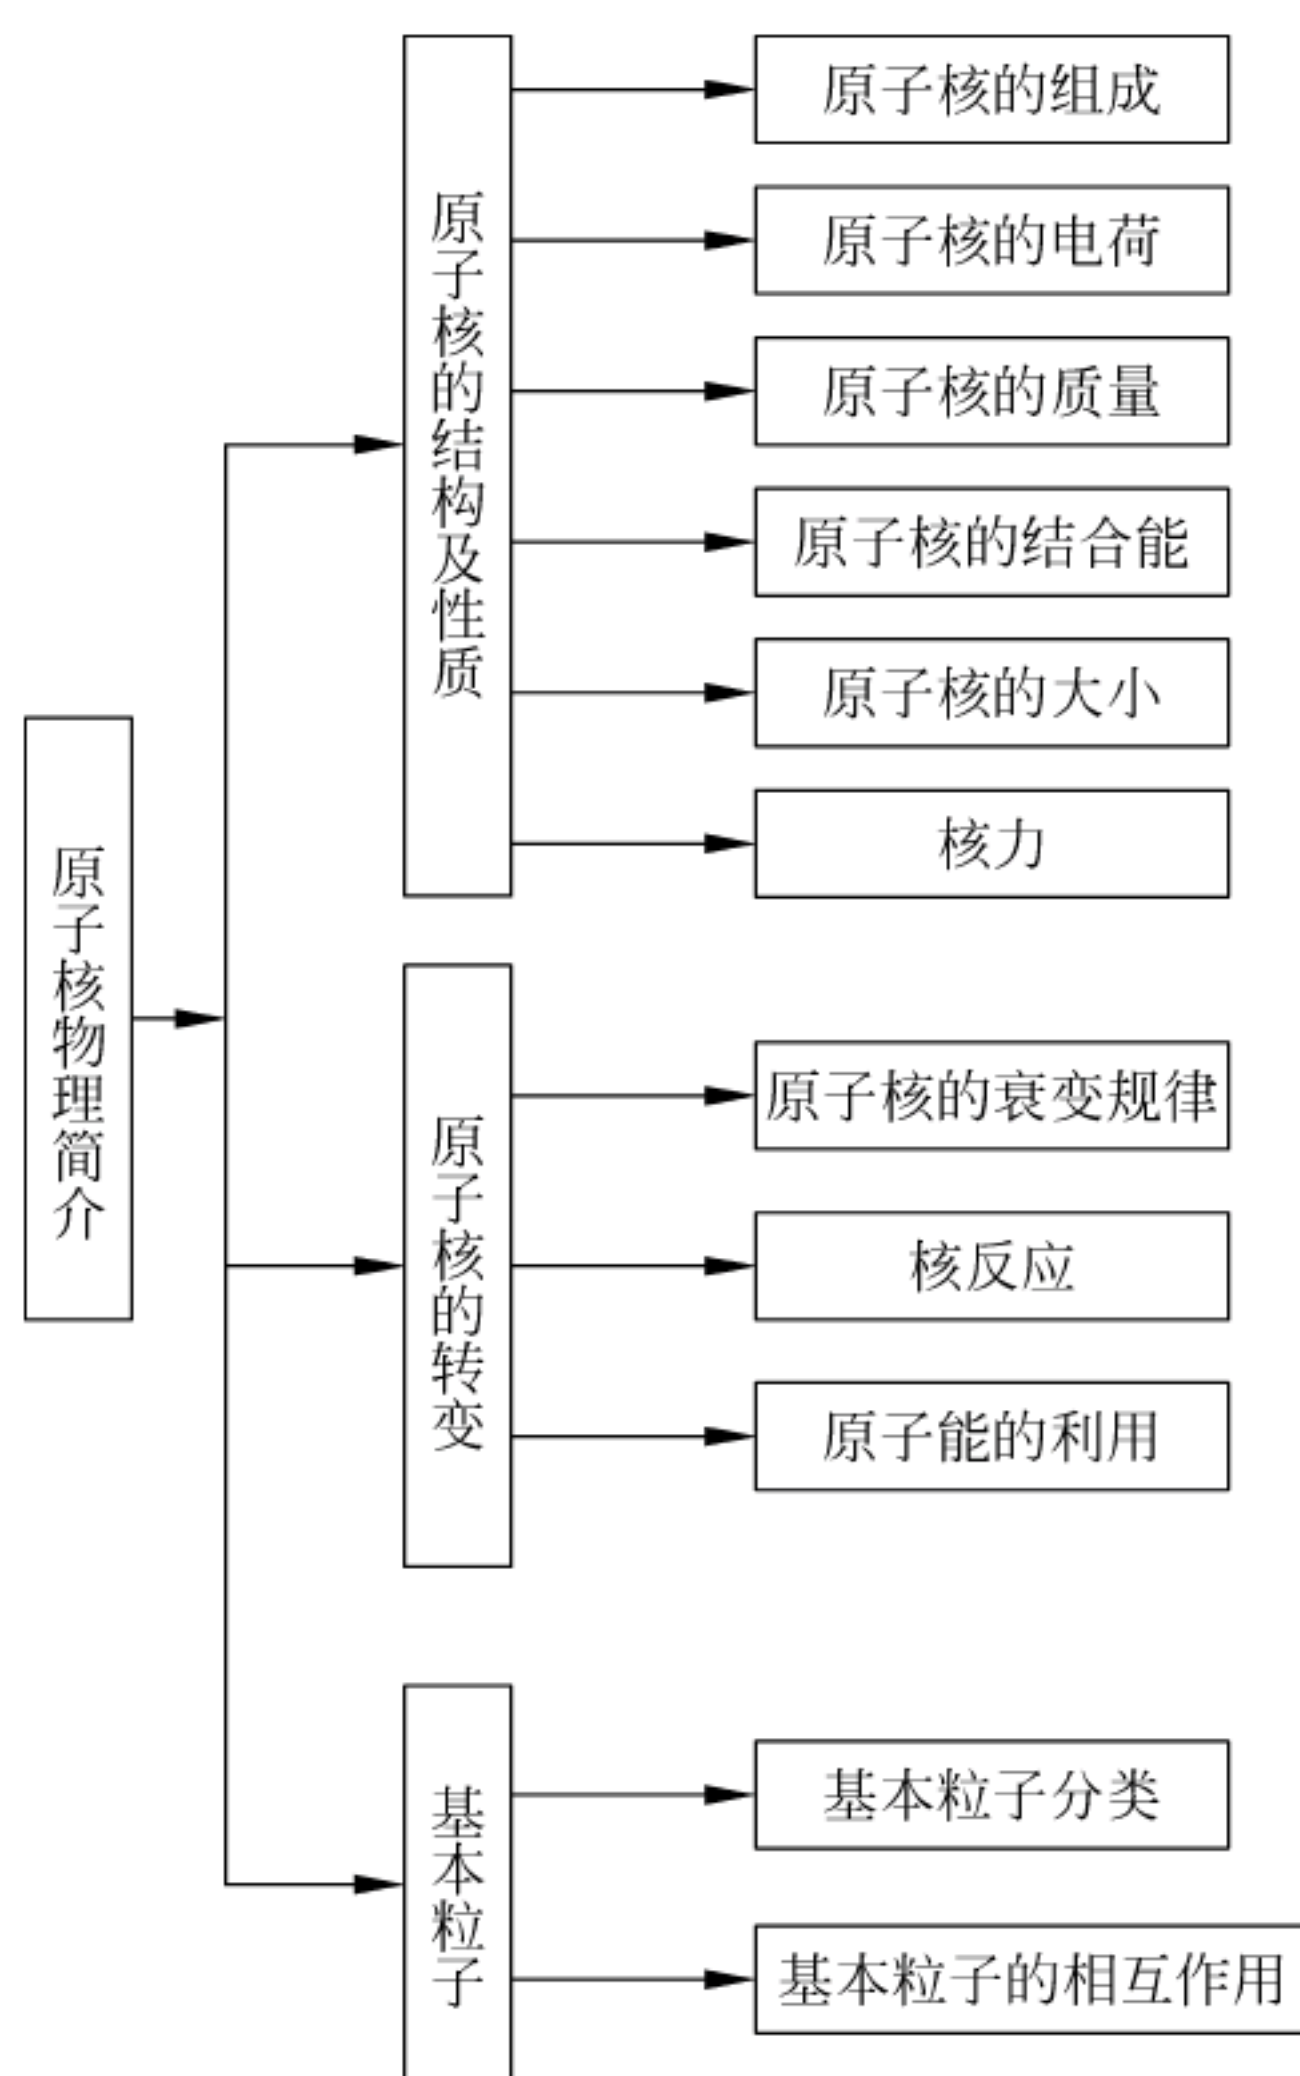 原子核物理简介
原子核的结构及性质
原子核的组成
原子核的电荷
原子核的质量
原子核的结合能
原子核的大小
核力
原子核的转变
原子核的衰变规律
核反应
原子能的利用
基本粒子
基本粒子分类
基本粒子的相互作用